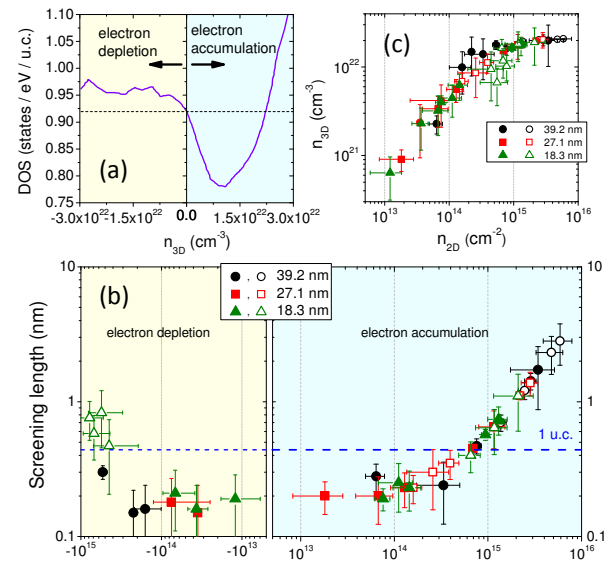 1.10
1.05
1.00
0.95
0.90
0.85
0.80
0.75
DOS (states / eV / u.c.)
electron depletion
electron accumulation
(a)
-3.0x10²² -1.5x10²² 0.0 1.5x10²² 3.0x10²²
n3D (cm⁻³)
(c)
10²²
10²¹
n3D (cm⁻³)
39.2 nm
27.1 nm
18.3 nm
10¹³ 10¹⁴ 10¹⁵ 10¹⁶
n2D (cm⁻²)
10
1
0.1
Screening length (nm)
(b)
, 39.2 nm
, 27.1 nm
, 18.3 nm
electron depletion
electron accumulation
1 u.c.
10
1
0.1
-10¹⁵ -10¹⁴ -10¹³
10¹³ 10¹⁴ 10¹⁵ 10¹⁶